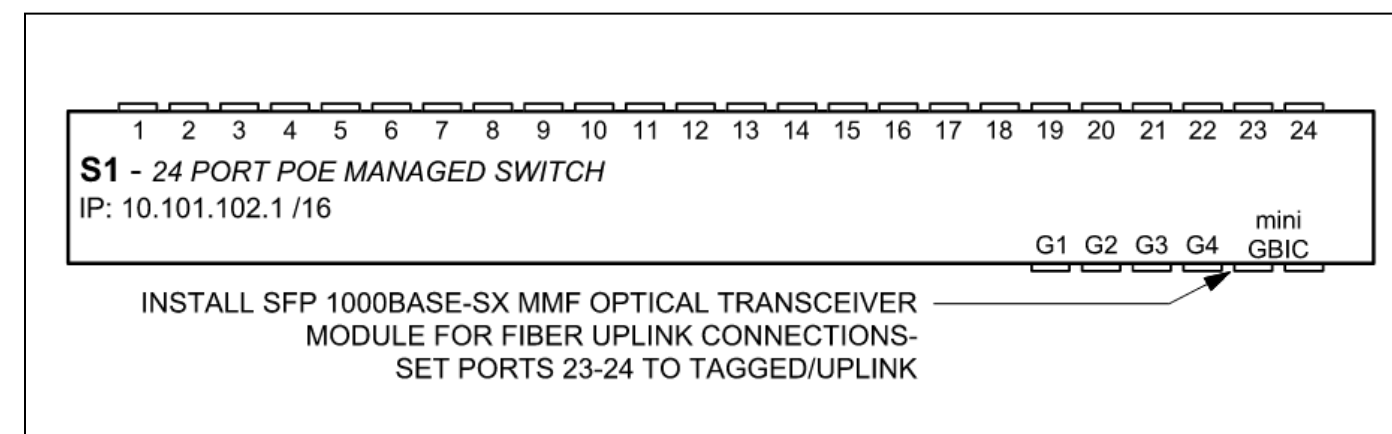 1 2 3 4 5 6 7 8 9 10 11 12 13 14 15 16 17 18 19 20 21 22 23 24
S1 - 24 PORT POE MANAGED SWITCH
IP: 10.101.102.1 /16
mini
G1 G2 G3 G4 GBIC
INSTALL SFP 1000BASE-SX MMF OPTICAL TRANSCEIVER
MODULE FOR FIBER UPLINK CONNECTIONS-
SET PORTS 23-24 TO TAGGED/UPLINK